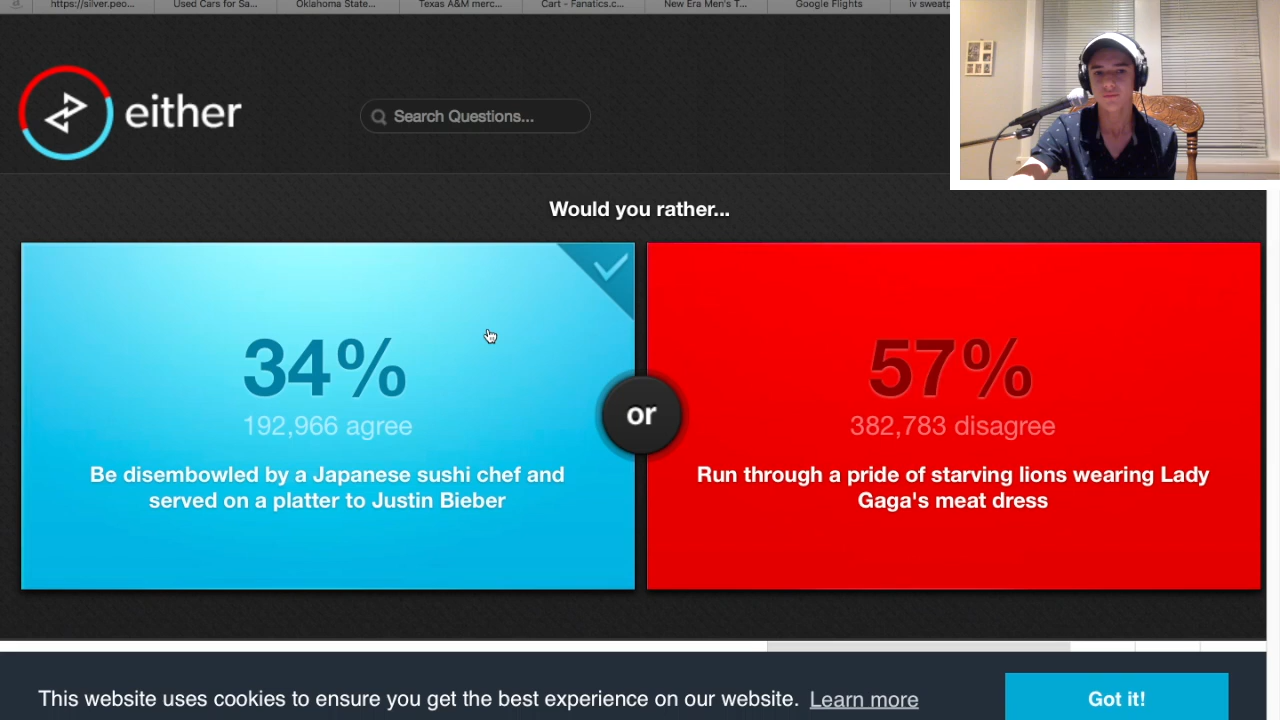 https://silver.peo...
Used Cars for Sa...
Oklahoma State...
Texas A&M merc...
Cart - Fanatics.c...
New Era Men's T...
Google Flights
iv sweatp
either
Search Questions...
Would you rather...
34%
192,966 agree
Be disembowled by a Japanese sushi chef and
served on a platter to Justin Bieber
or
57%
382,783 disagree
Run through a pride of starving lions wearing Lady
Gaga's meat dress
This website uses cookies to ensure you get the best experience on our website. Learn more
Got it!